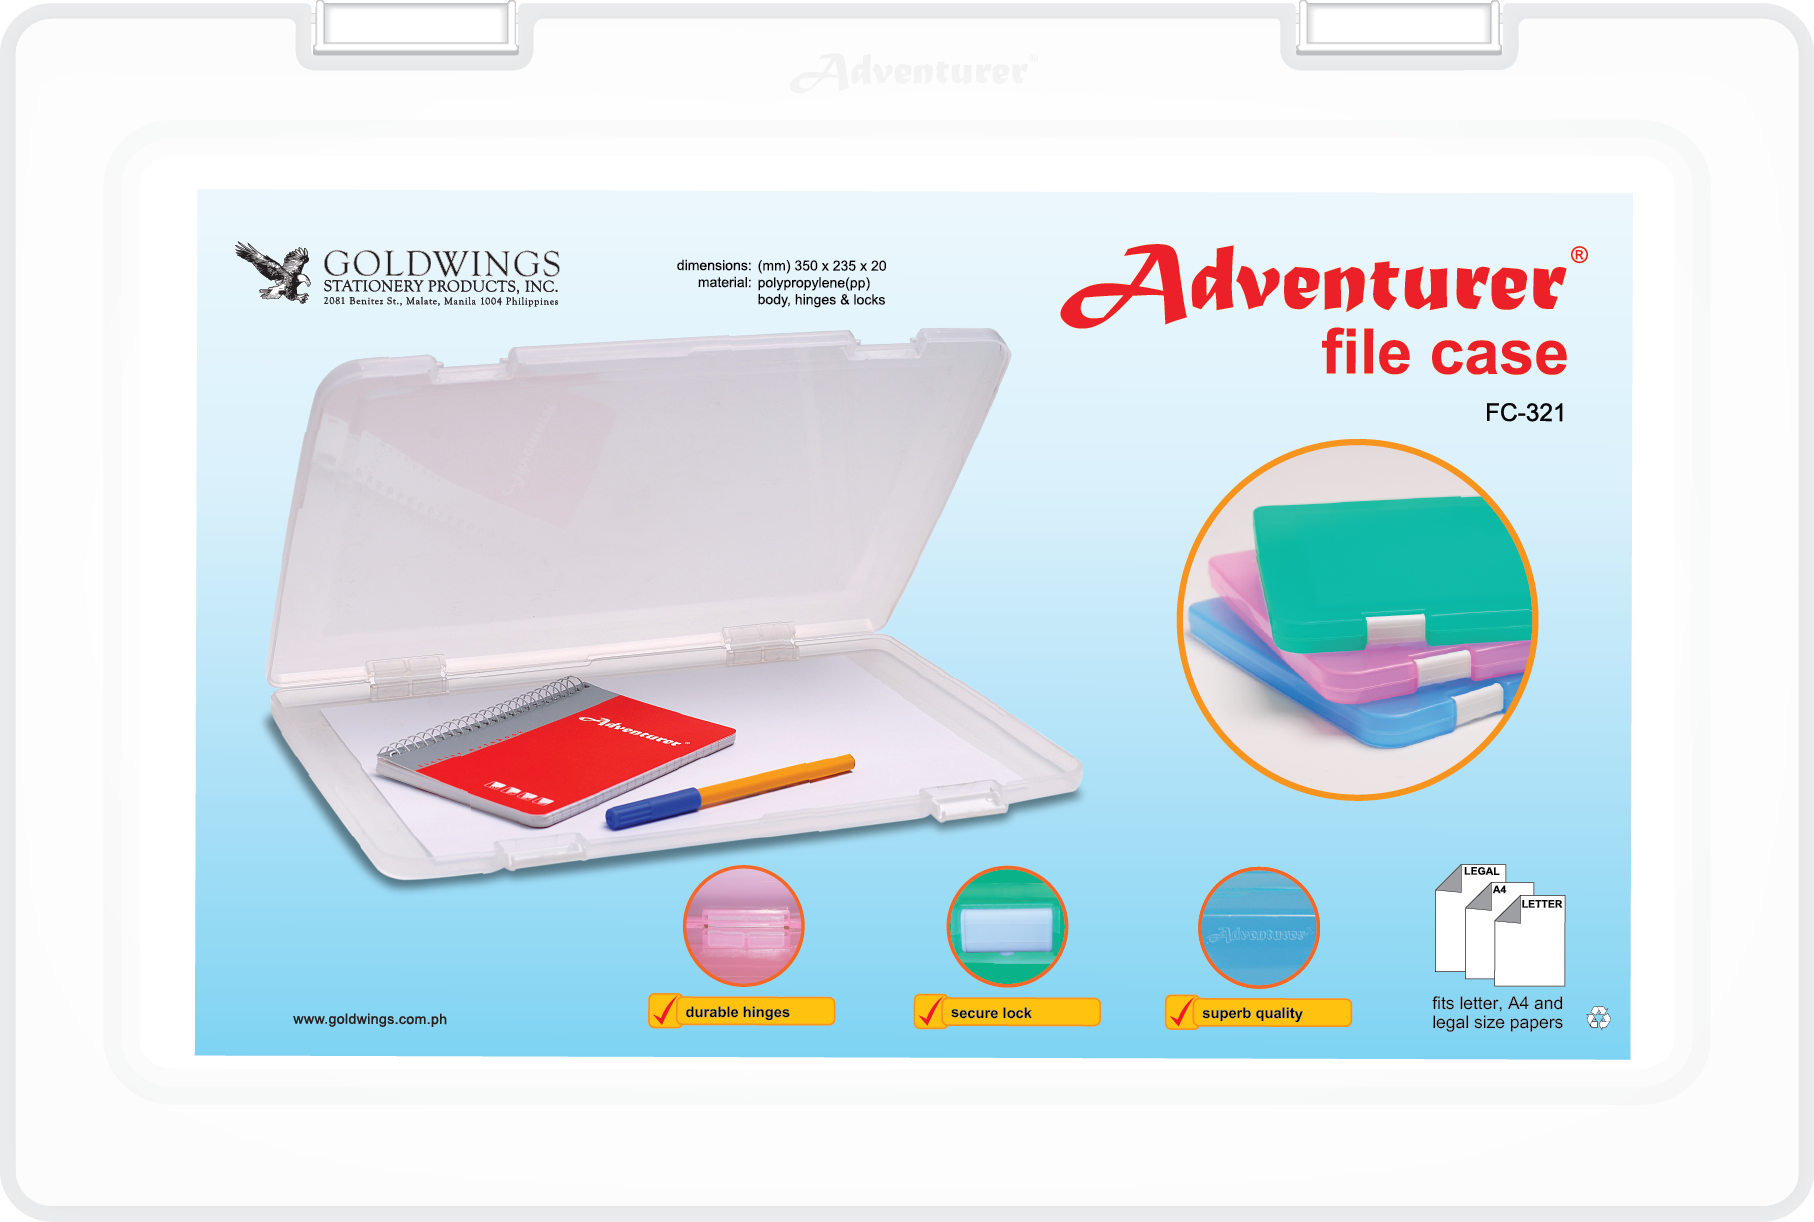 Adventurer
GOLDWINGS
STATIONERY PRODUCTS, INC.
2081 Benitez St., Malate, Manila 1004 Philippines
dimensions: (mm) 350 x 235 x 20
material: polypropylene(pp)
body, hinges & locks
Adventurer®
file case
FC-321
Adventurer
LEGAL
A4
LETTER
Adventurer
durable hinges
secure lock
superb quality
fits letter, A4 and
legal size papers
www.goldwings.com.ph